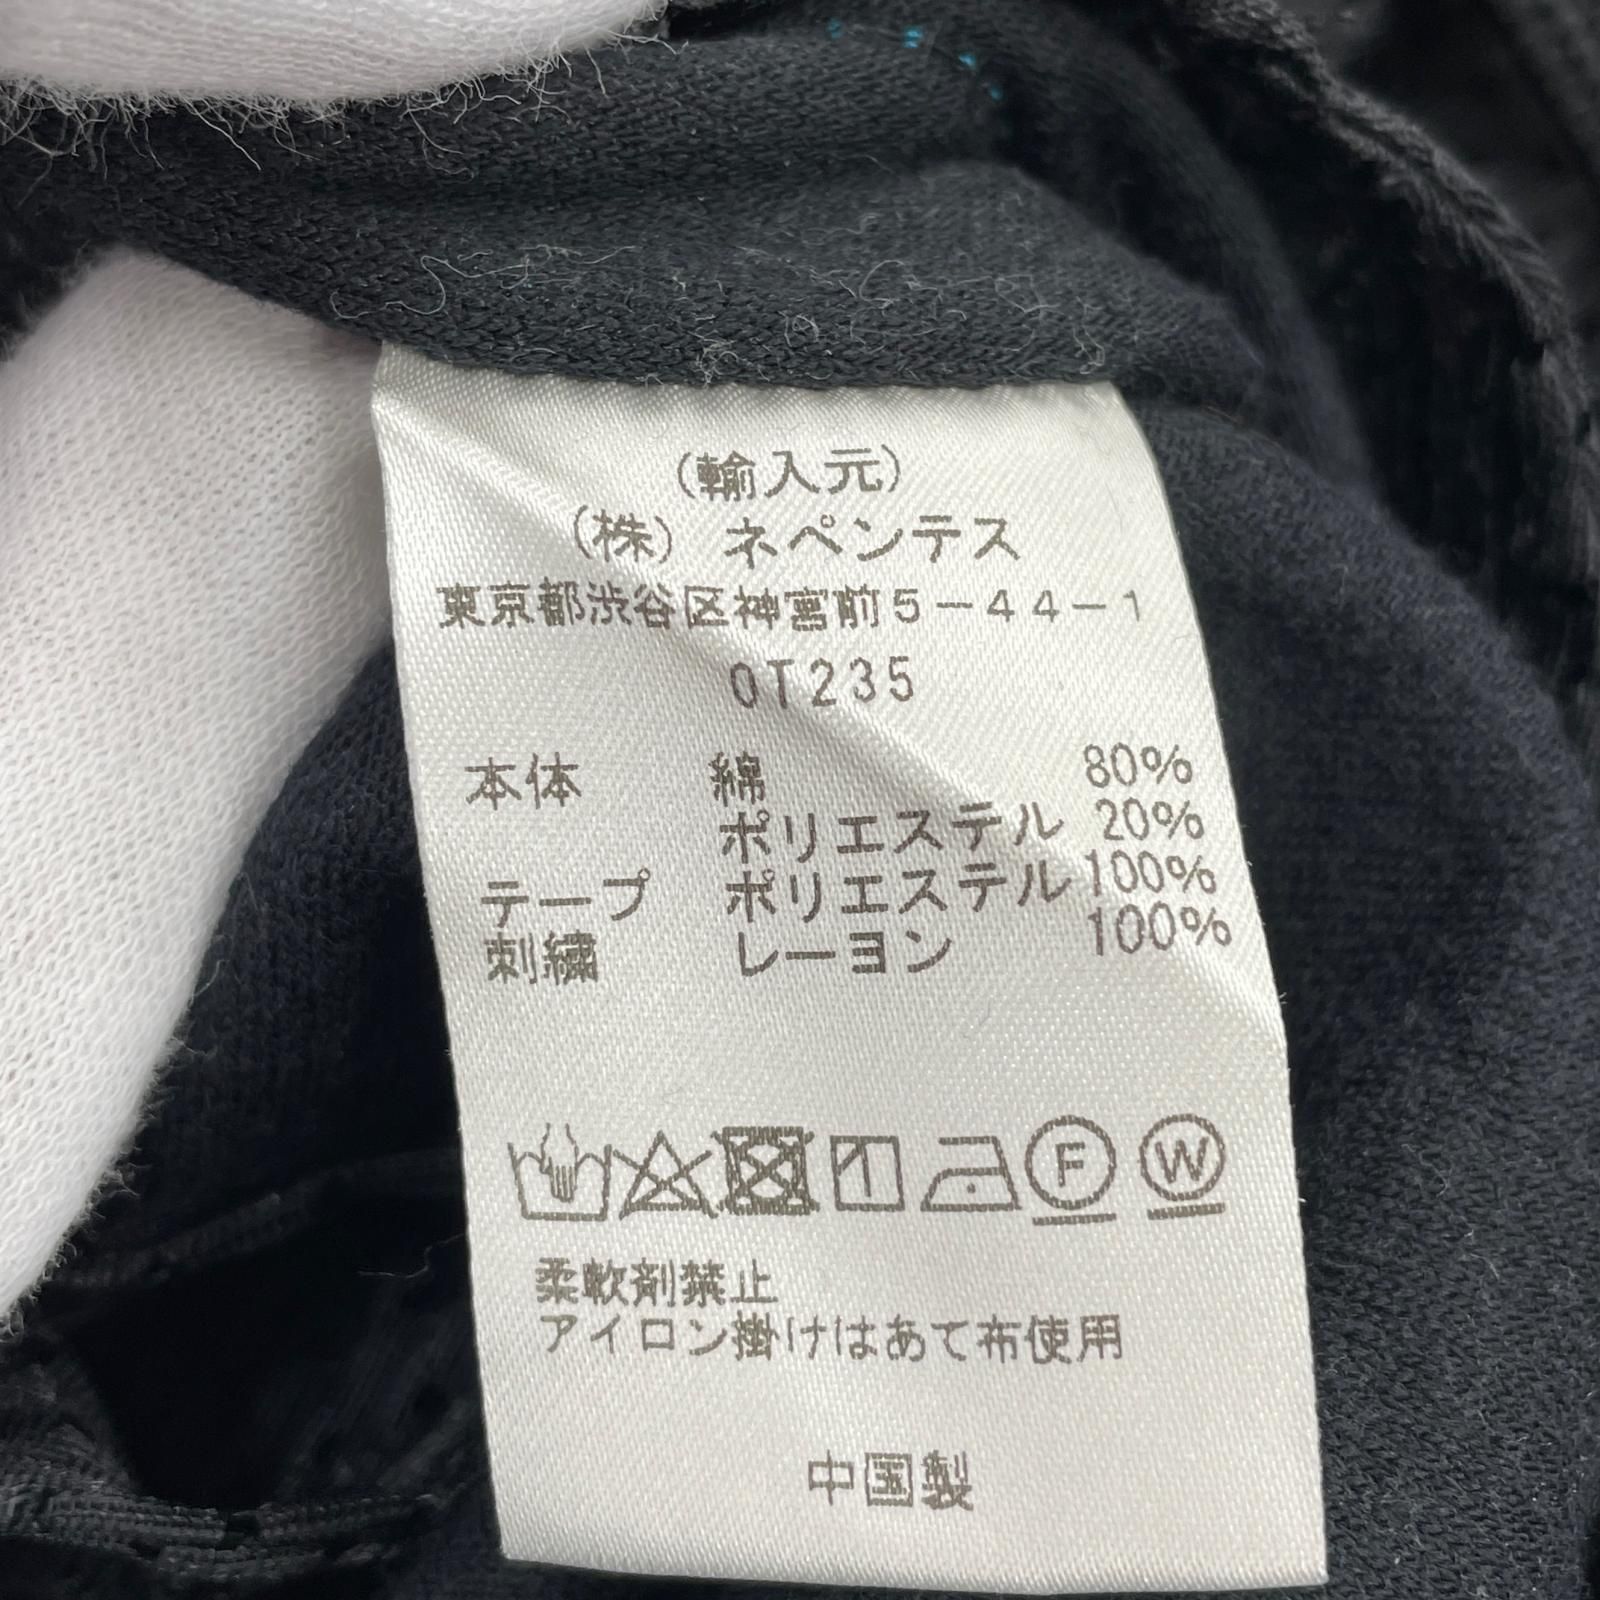 (輸入元)
(株) ネペンテス
東京都渋谷区神宮前5-44-1
OT235
本体 綿 80%
ポリエステル 20%
テープ ポリエステル 100%
刺繍 レーヨン 100%
F W
柔軟剤禁止
アイロン掛けはあて布使用
中国製